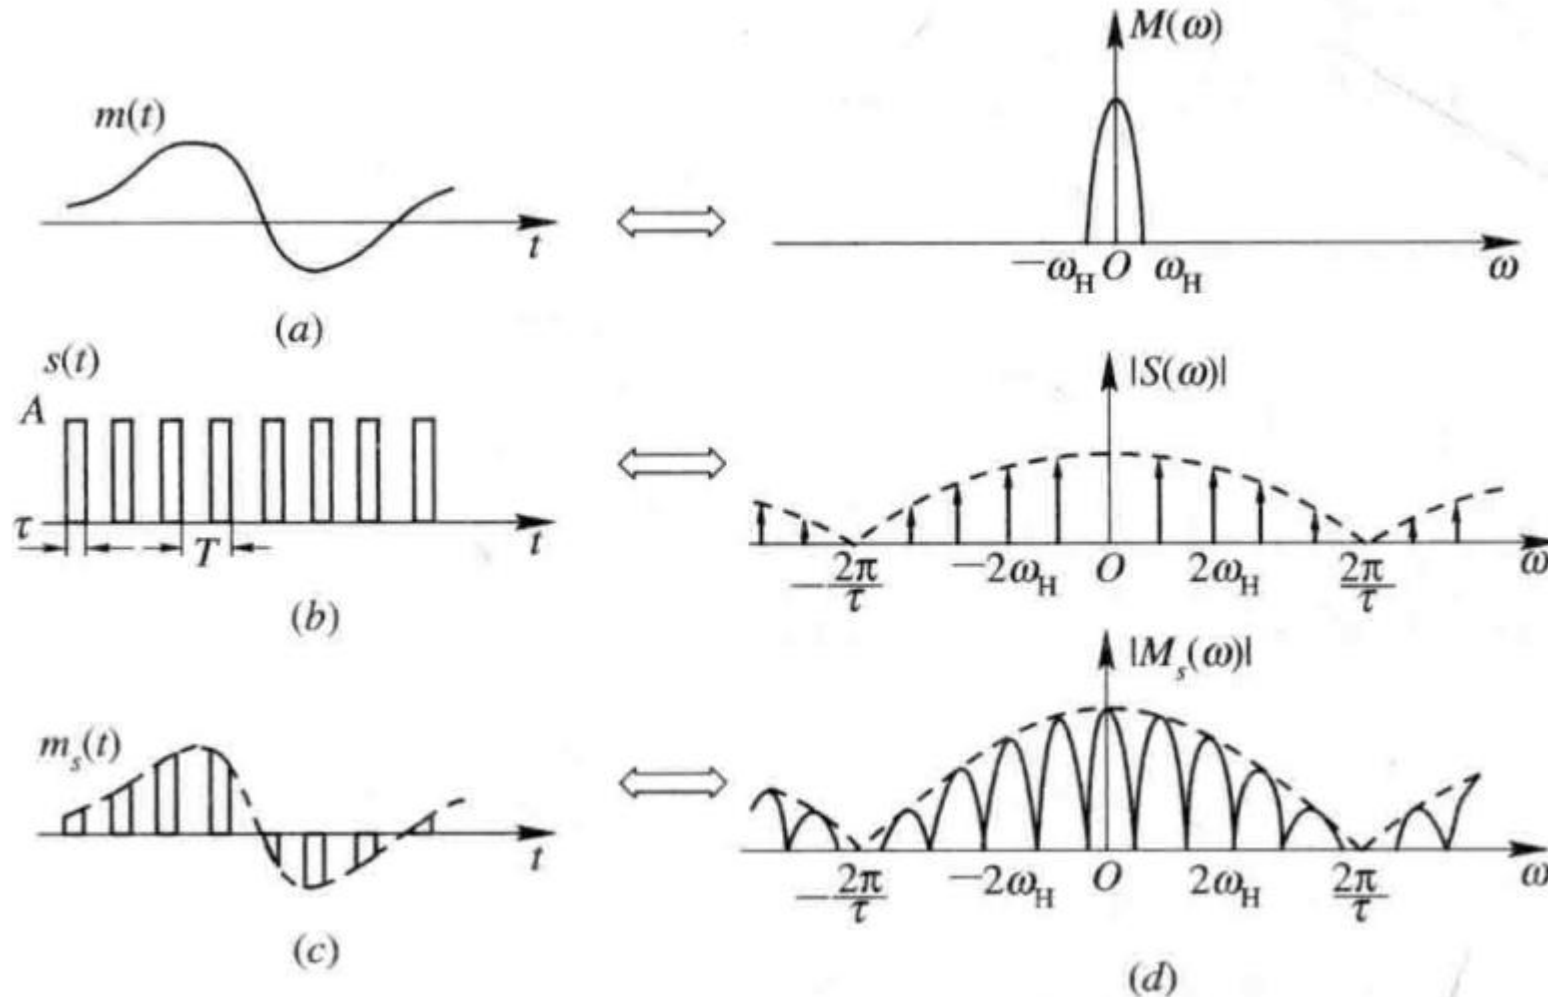 m(t)
t
(a)
M(ω)
−ω_H O ω_H ω
s(t)
A
τ T t
(b)
|S(ω)|
−2π/τ −2ω_H O 2ω_H 2π/τ ω
m_s(t)
t
(c)
|M_s(ω)|
−2π/τ −2ω_H O 2ω_H 2π/τ ω
(d)